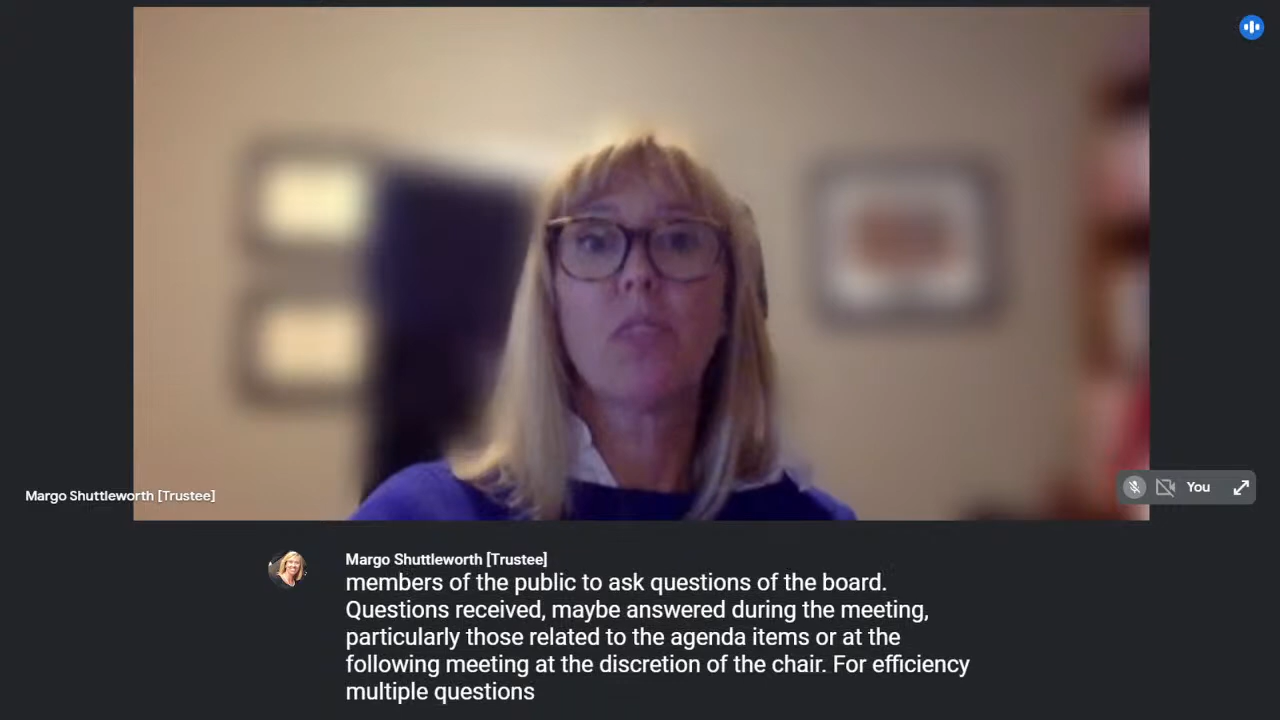 Margo Shuttleworth [Trustee]
You
Margo Shuttleworth [Trustee]
members of the public to ask questions of the board.
Questions received, maybe answered during the meeting,
particularly those related to the agenda items or at the
following meeting at the discretion of the chair. For efficiency
multiple questions